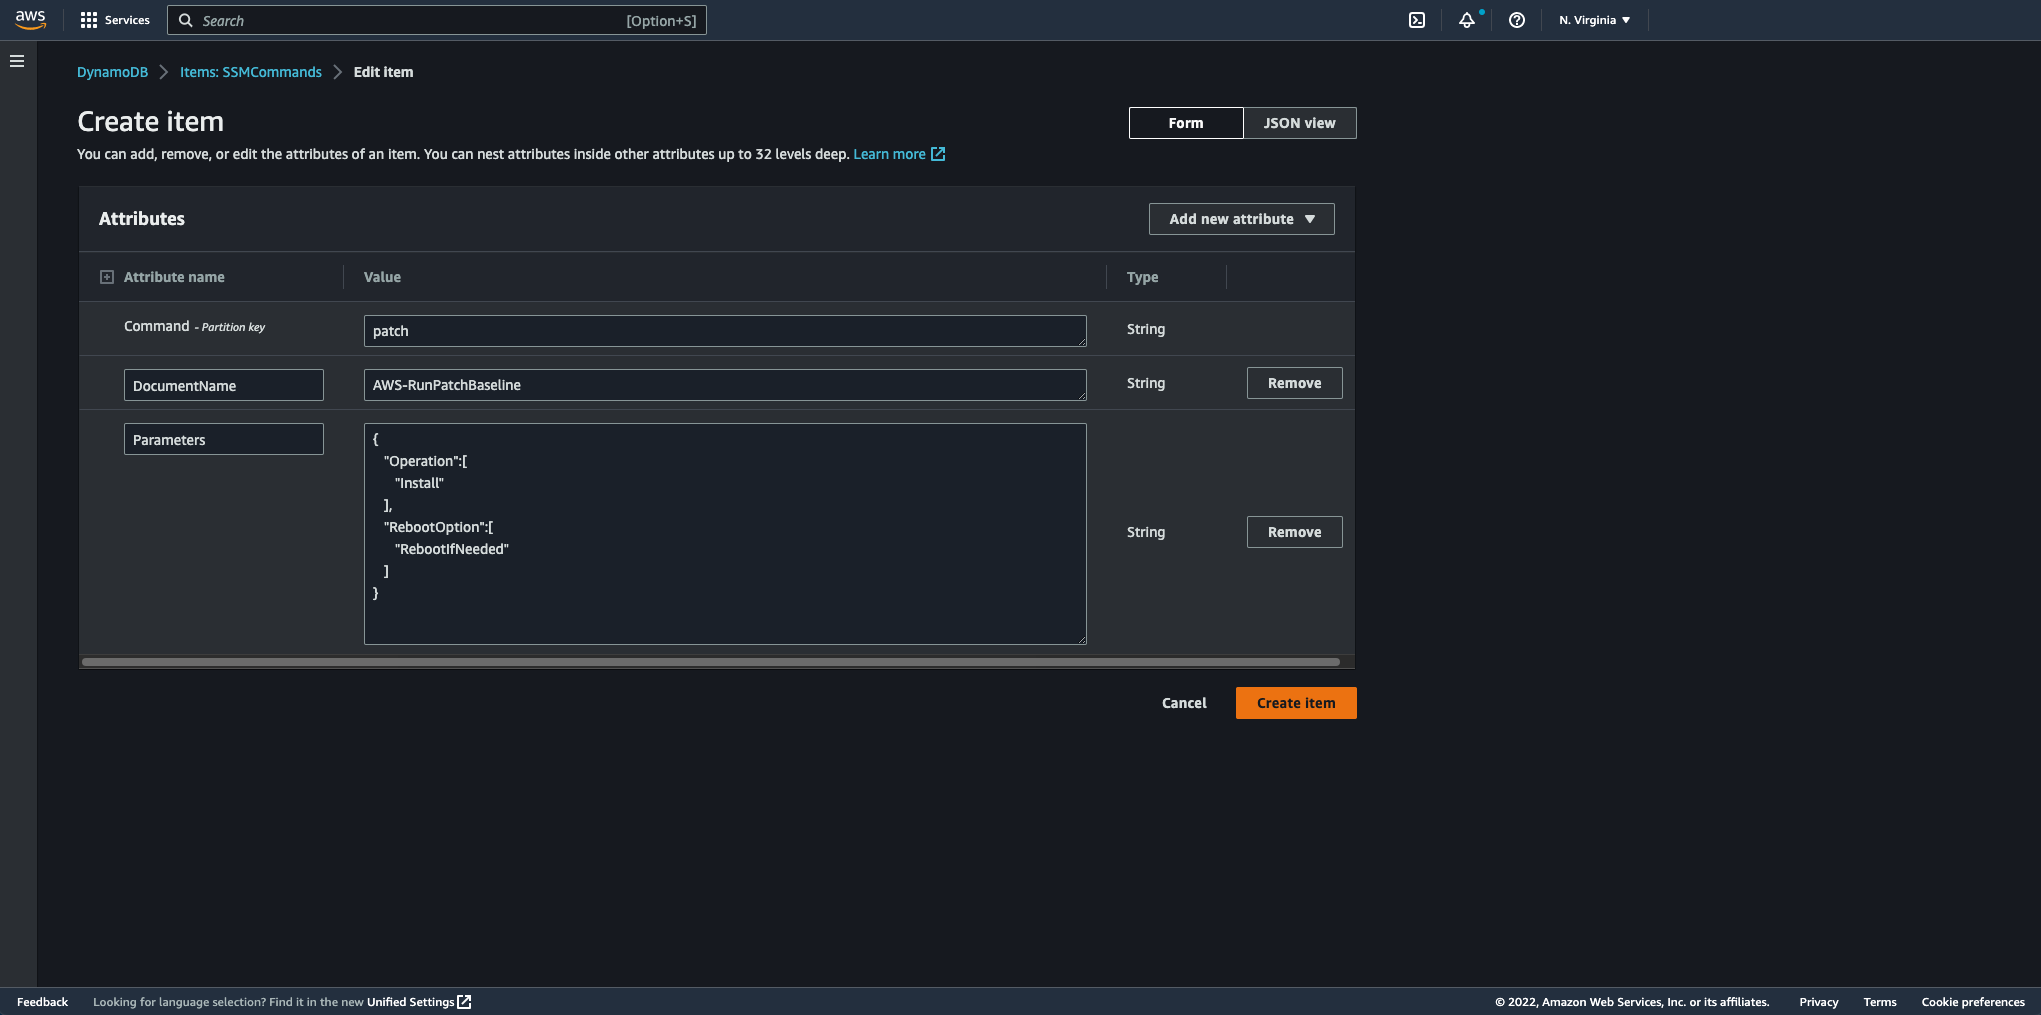 aws
Services
Search
[Option+S]
N. Virginia
DynamoDB
Items: SSMCommands
Edit item
Create item
Form
JSON view
You can add, remove, or edit the attributes of an item. You can nest attributes inside other attributes up to 32 levels deep. Learn more
Attributes
Add new attribute
Attribute name
Value
Type
Command - Partition key
patch
String
DocumentName
AWS-RunPatchBaseline
String
Remove
Parameters
{
"Operation":[
"Install"
],
"RebootOption":[
"RebootIfNeeded"
]
}
String
Remove
Cancel
Create item
Feedback
Looking for language selection? Find it in the new Unified Settings
© 2022, Amazon Web Services, Inc. or its affiliates.
Privacy
Terms
Cookie preferences